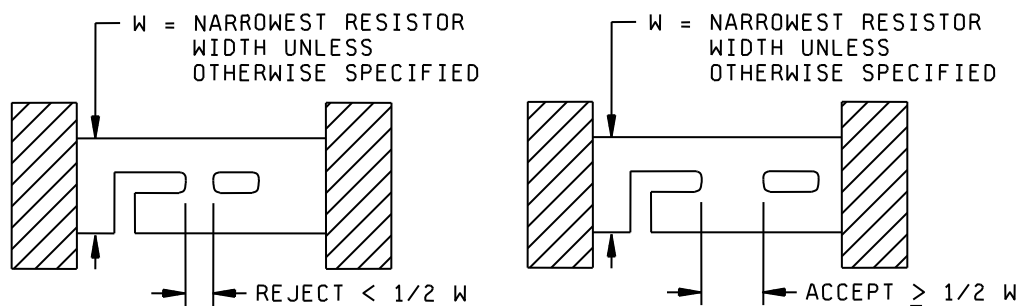 W = NARROWEST RESISTOR
WIDTH UNLESS
OTHERWISE SPECIFIED
REJECT < 1/2 W
W = NARROWEST RESISTOR
WIDTH UNLESS
OTHERWISE SPECIFIED
ACCEPT ≥ 1/2 W